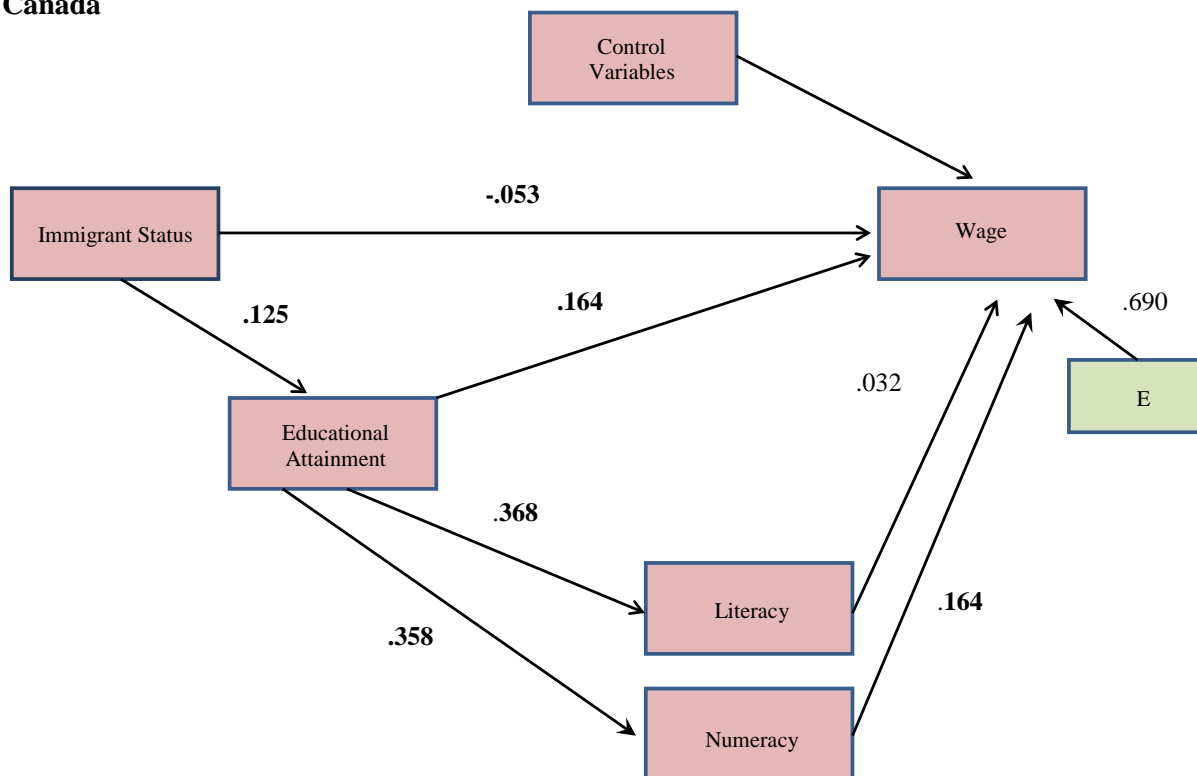 Canada
Control
Variables
-.053
Immigrant Status
Wage
.125
.164
.690
.032
E
Educational
Attainment
.368
Literacy
.164
.358
Numeracy